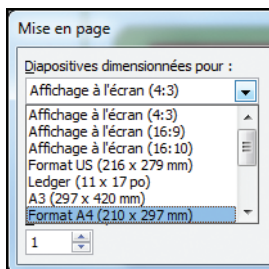 Mise en page
Diapositives dimensionnées pour :
Affichage à l'écran (4:3)
Affichage à l'écran (4:3)
Affichage à l'écran (16:9)
Affichage à l'écran (16:10)
Format US (216 x 279 mm)
Ledger (11 x 17 po)
A3 (297 x 420 mm)
Format A4 (210 x 297 mm)
1